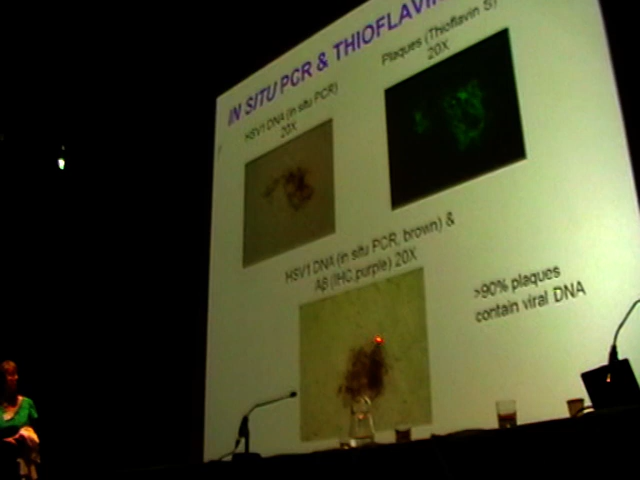 IN SITU PCR & THIOFLAVIN
HSV1 DNA (in situ PCR)
20X
Plaques (Thioflavin S)
20X
HSV1 DNA (in situ PCR, brown) &
Aβ (IHC,purple) 20X
>90% plaques
contain viral DNA